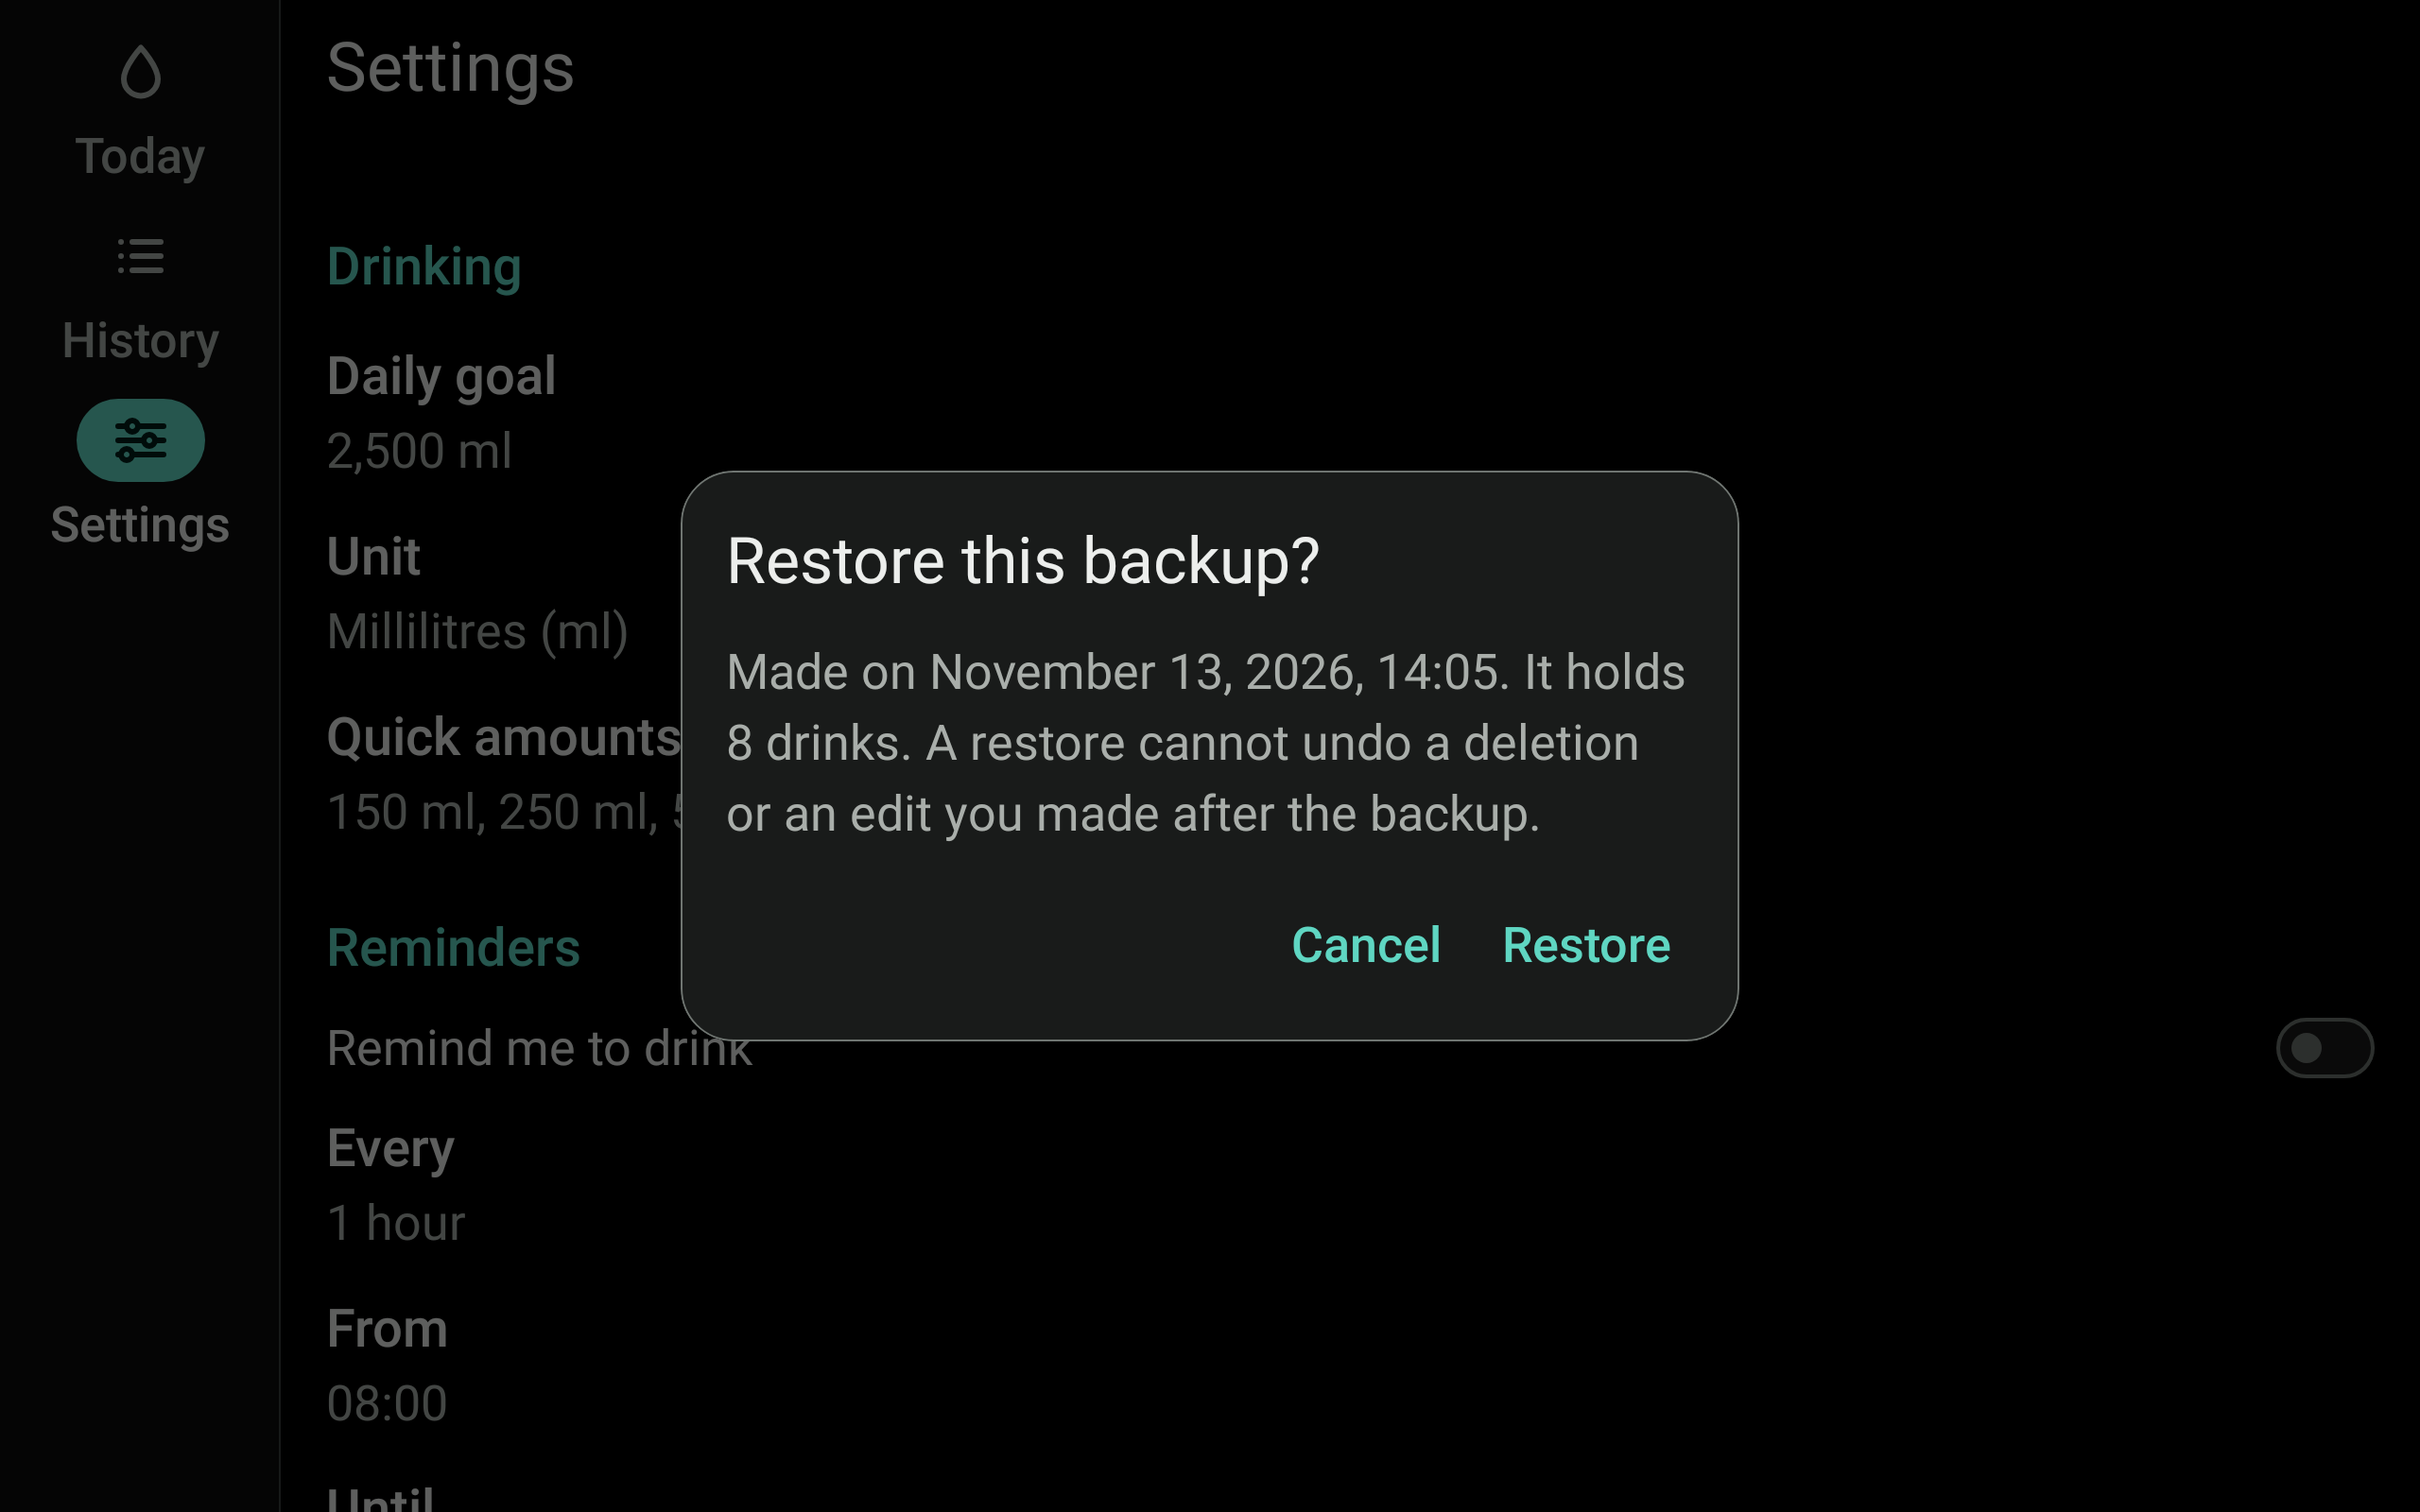 Settings
Today
History
Settings
Drinking
Daily goal
2,500 ml
Unit
Millilitres (ml)
Quick amounts
150 ml, 250 ml,
Restore this backup?
Made on November 13, 2026, 14:05. It holds
8 drinks. A restore cannot undo a deletion
or an edit you made after the backup.
Cancel Restore
Reminders
Remind me to drink
Every
1 hour
From
08:00
Until